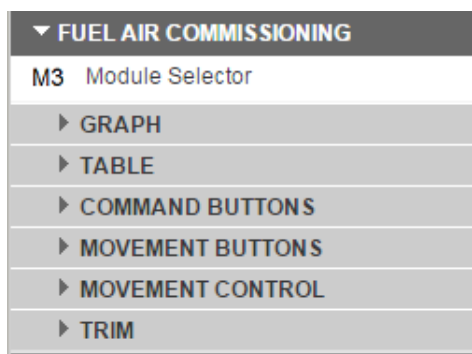 FUEL AIR COMMISSIONING
M3 Module Selector
GRAPH
TABLE
COMMAND BUTTONS
MOVEMENT BUTTONS
MOVEMENT CONTROL
TRIM